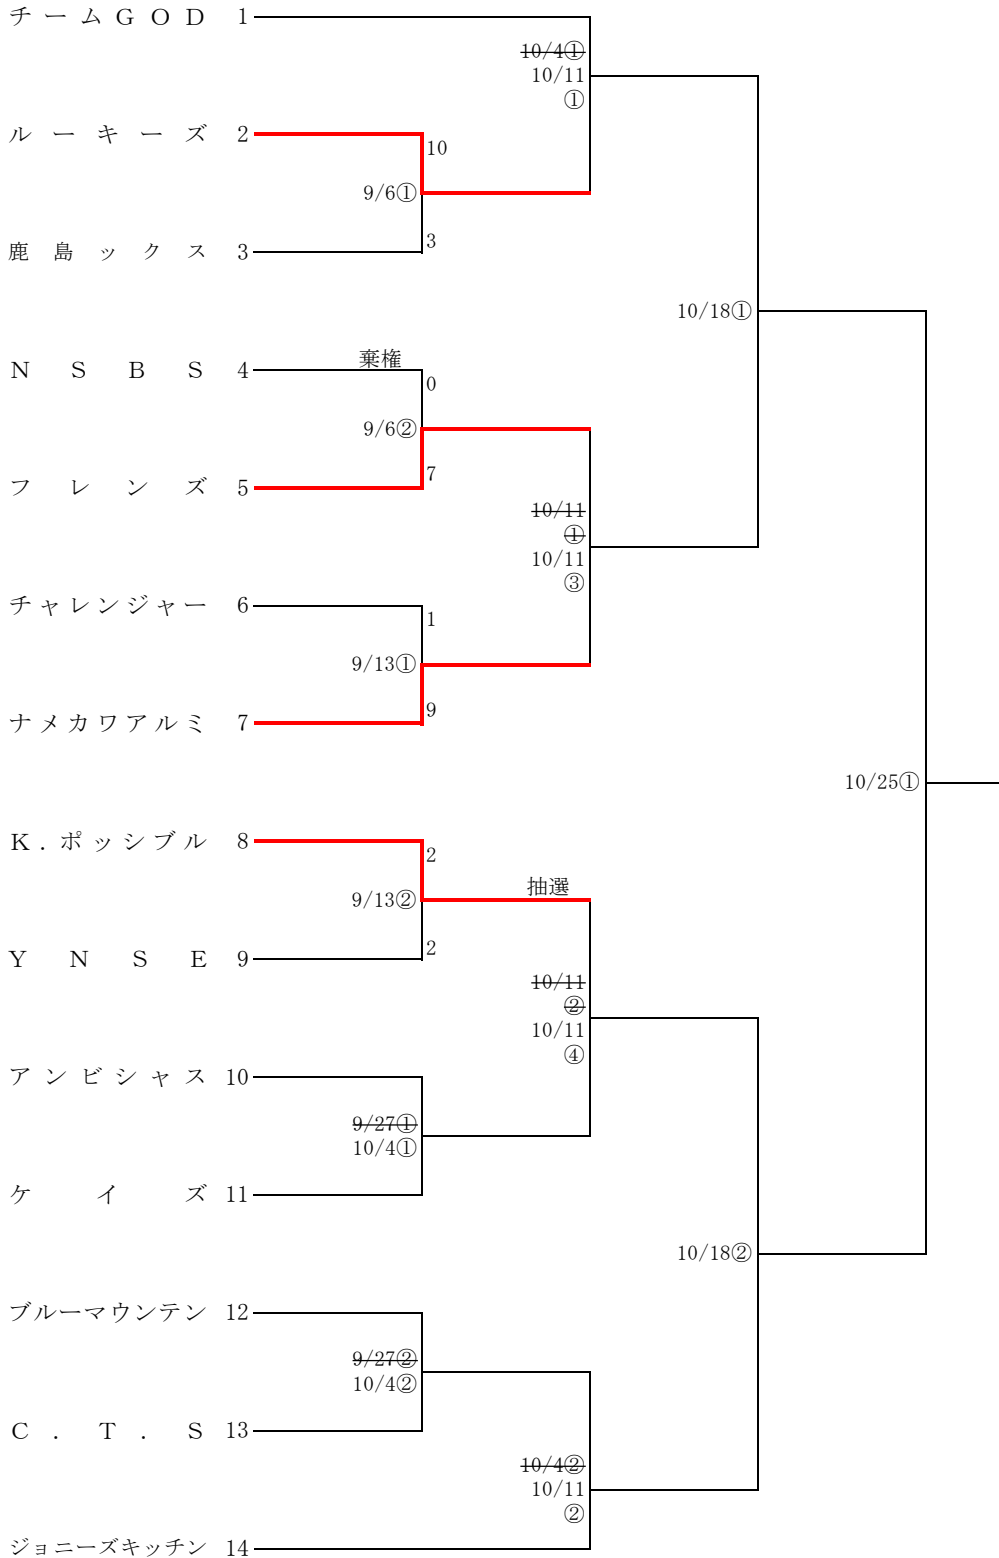 チームGOD 1
10/4①
10/11
①
ルーキーズ 2
10
9/6①
3
鹿島ックス 3
10/18①
棄権
NSBS 4
0
9/6②
7
フレンズ 5
10/11
①
10/11
③
チャレンジャー 6
1
9/13①
9
ナメカワアルミ 7
10/25①
K.ポッシブル 8
2
抽選
9/13②
2
YNSE 9
10/11
②
10/11
④
アンビシャス 10
9/27①
10/4①
ケイズ 11
10/18②
ブルーマウンテン 12
9/27②
10/4②
C.T.S 13
10/4②
10/11
②
ジョニーズキッチン 14